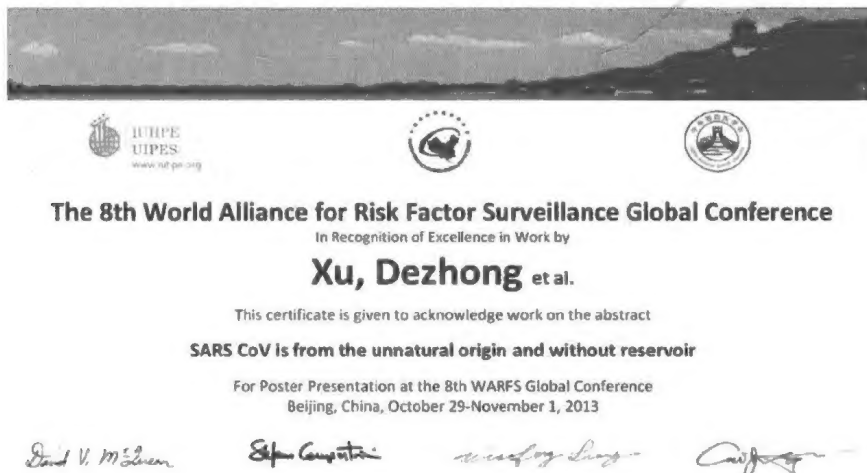 IUHPE
UIPES
The 8th World Alliance for Risk Factor Surveillance Global Conference
In Recognition of Excellence in Work by
Xu, Dezhong et al.
This certificate is given to acknowledge work on the abstract
SARS CoV is from the unnatural origin and without reservoir
For Poster Presentation at the 8th WARFS Global Conference
Beijing, China, October 29-November 1, 2013
David V. McQueen